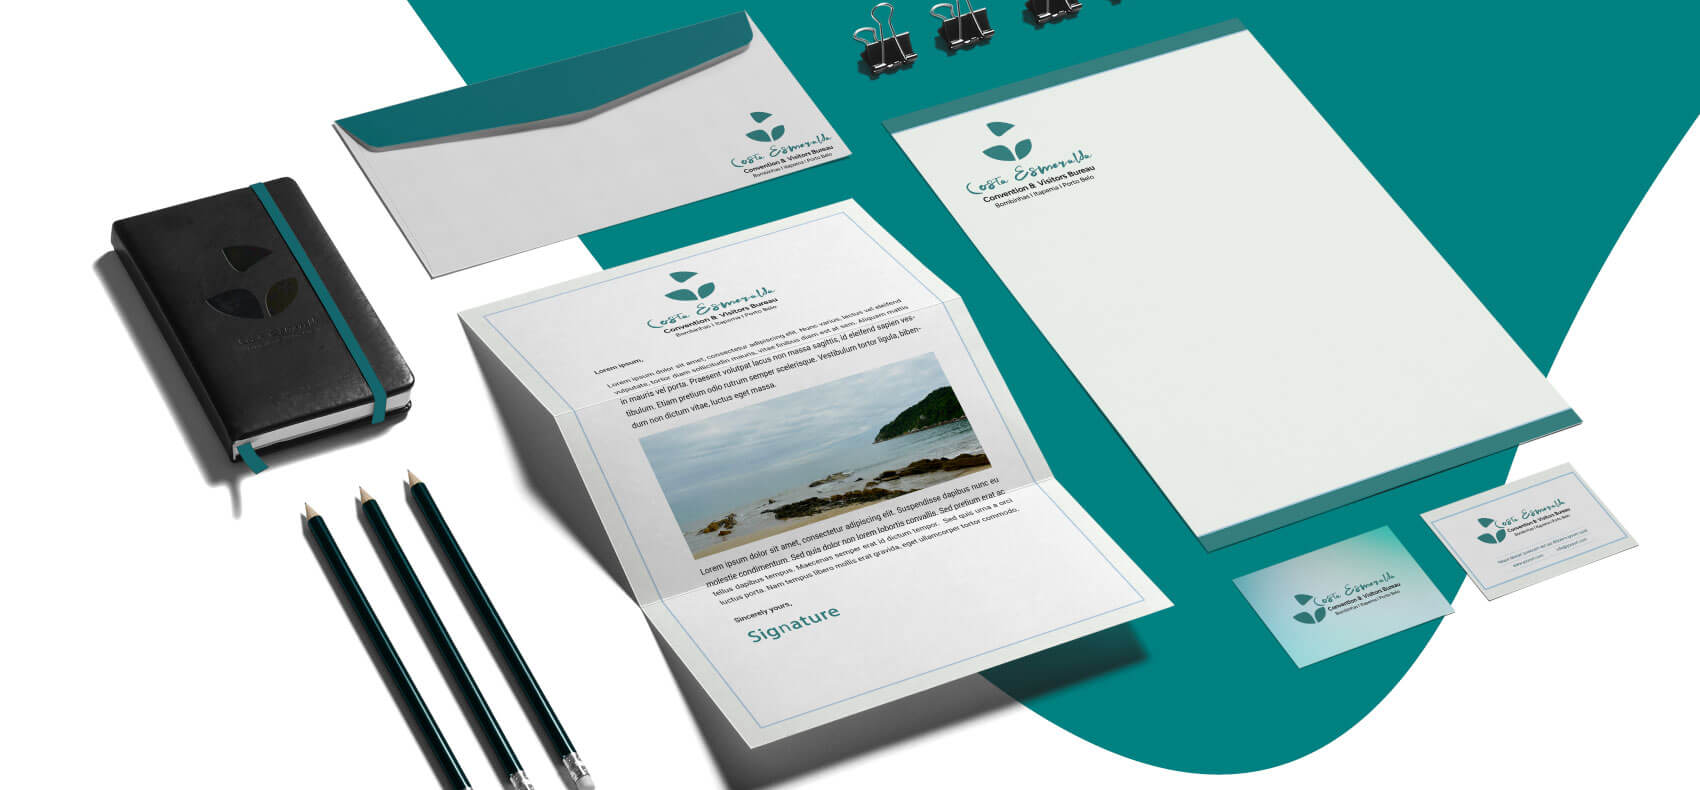 Costa Esmeralda
Convention & Visitors Bureau
Bombinhas | Itapema | Porto Belo
Costa Esmeralda
Convention & Visitors Bureau
Bombinhas | Itapema | Porto Belo
Costa Esmeralda
Convention & Visitors Bureau
Bombinhas | Itapema | Porto Belo
Lorem ipsum,
Lorem ipsum dolor sit amet, consectetur adipiscing elit. Nunc varius, lectus vel eleifend
vulputate, tortor diam sollicitudin mauris, vitae finibus diam est at sem. Aliquam mattis
in mauris vel porta. Praesent volutpat lacus non massa sagittis, id eleifend sapien ves-
tibulum. Etiam pretium odio rutrum semper scelerisque. Vestibulum tortor ligula, biben-
dum non dictum vitae, luctus eget massa.
Lorem ipsum dolor sit amet, consectetur adipiscing elit. Suspendisse dapibus nunc eu
molestie condimentum. Sed quis dolor non lorem lobortis convallis. Sed pretium erat ac
tellus dapibus tempus. Maecenas semper erat id dictum tempor. Sed quis urna a orci
luctus porta. Nam tempus libero mollis erat gravida, eget ullamcorper tortor commodo.
Sincerely yours,
Signature
Costa Esmeralda
Convention & Visitors Bureau
Bombinhas | Itapema | Porto Belo
Costa Esmeralda
Convention & Visitors Bureau
Bombinhas | Itapema | Porto Belo